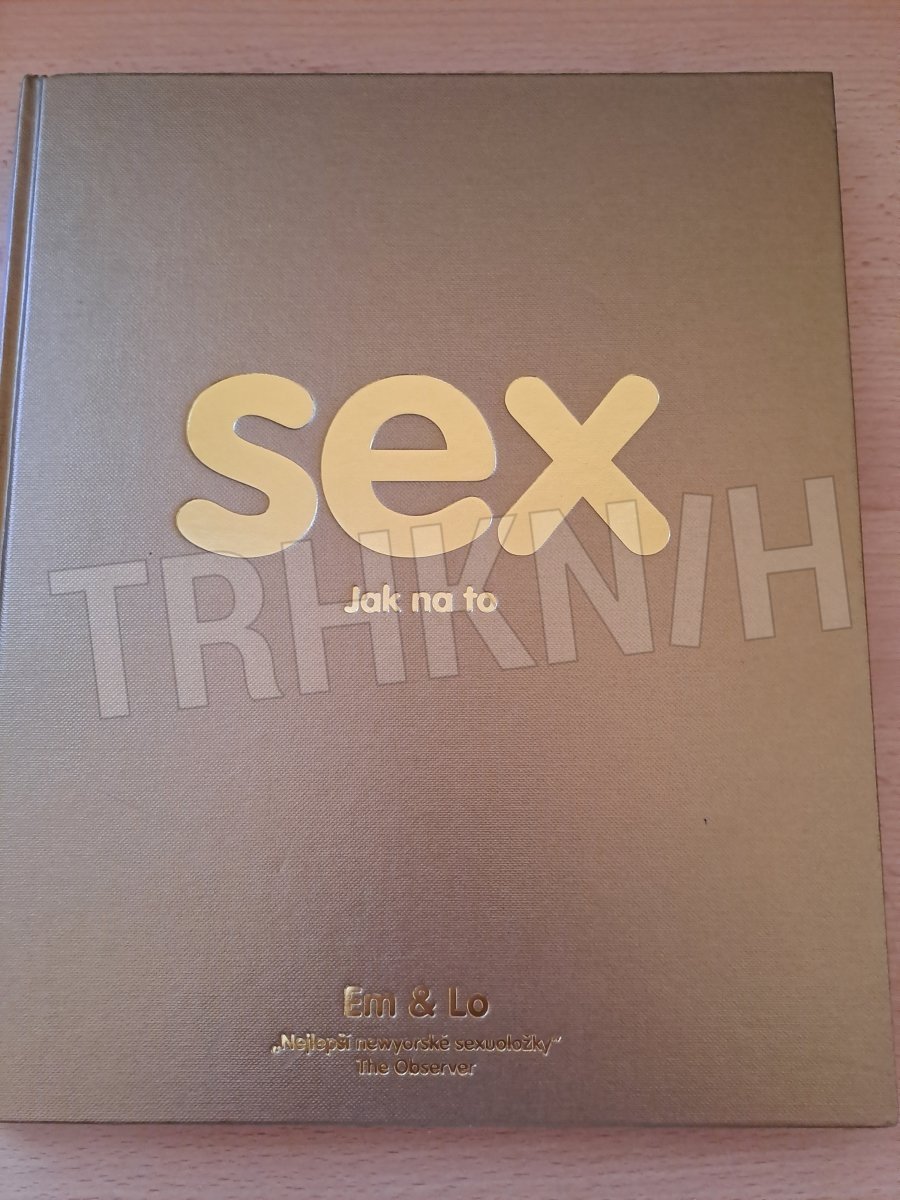 sex
TRHKNIH
Jak na to
Em & Lo
„Nejlepší newyorské sexuoložky“
The Observer